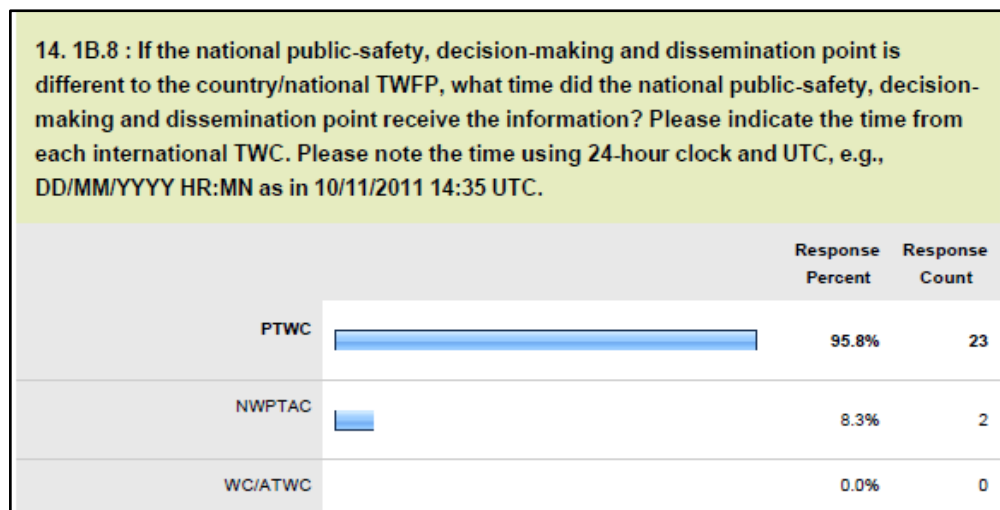 14. 1B.8 : If the national public-safety, decision-making and dissemination point is
different to the country/national TWFP, what time did the national public-safety, decision-
making and dissemination point receive the information? Please indicate the time from
each international TWC. Please note the time using 24-hour clock and UTC, e.g.,
DD/MM/YYYY HR:MN as in 10/11/2011 14:35 UTC.
Response Response
Percent Count
PTWC 95.8% 23
NWPTAC 8.3% 2
WC/ATWC 0.0% 0